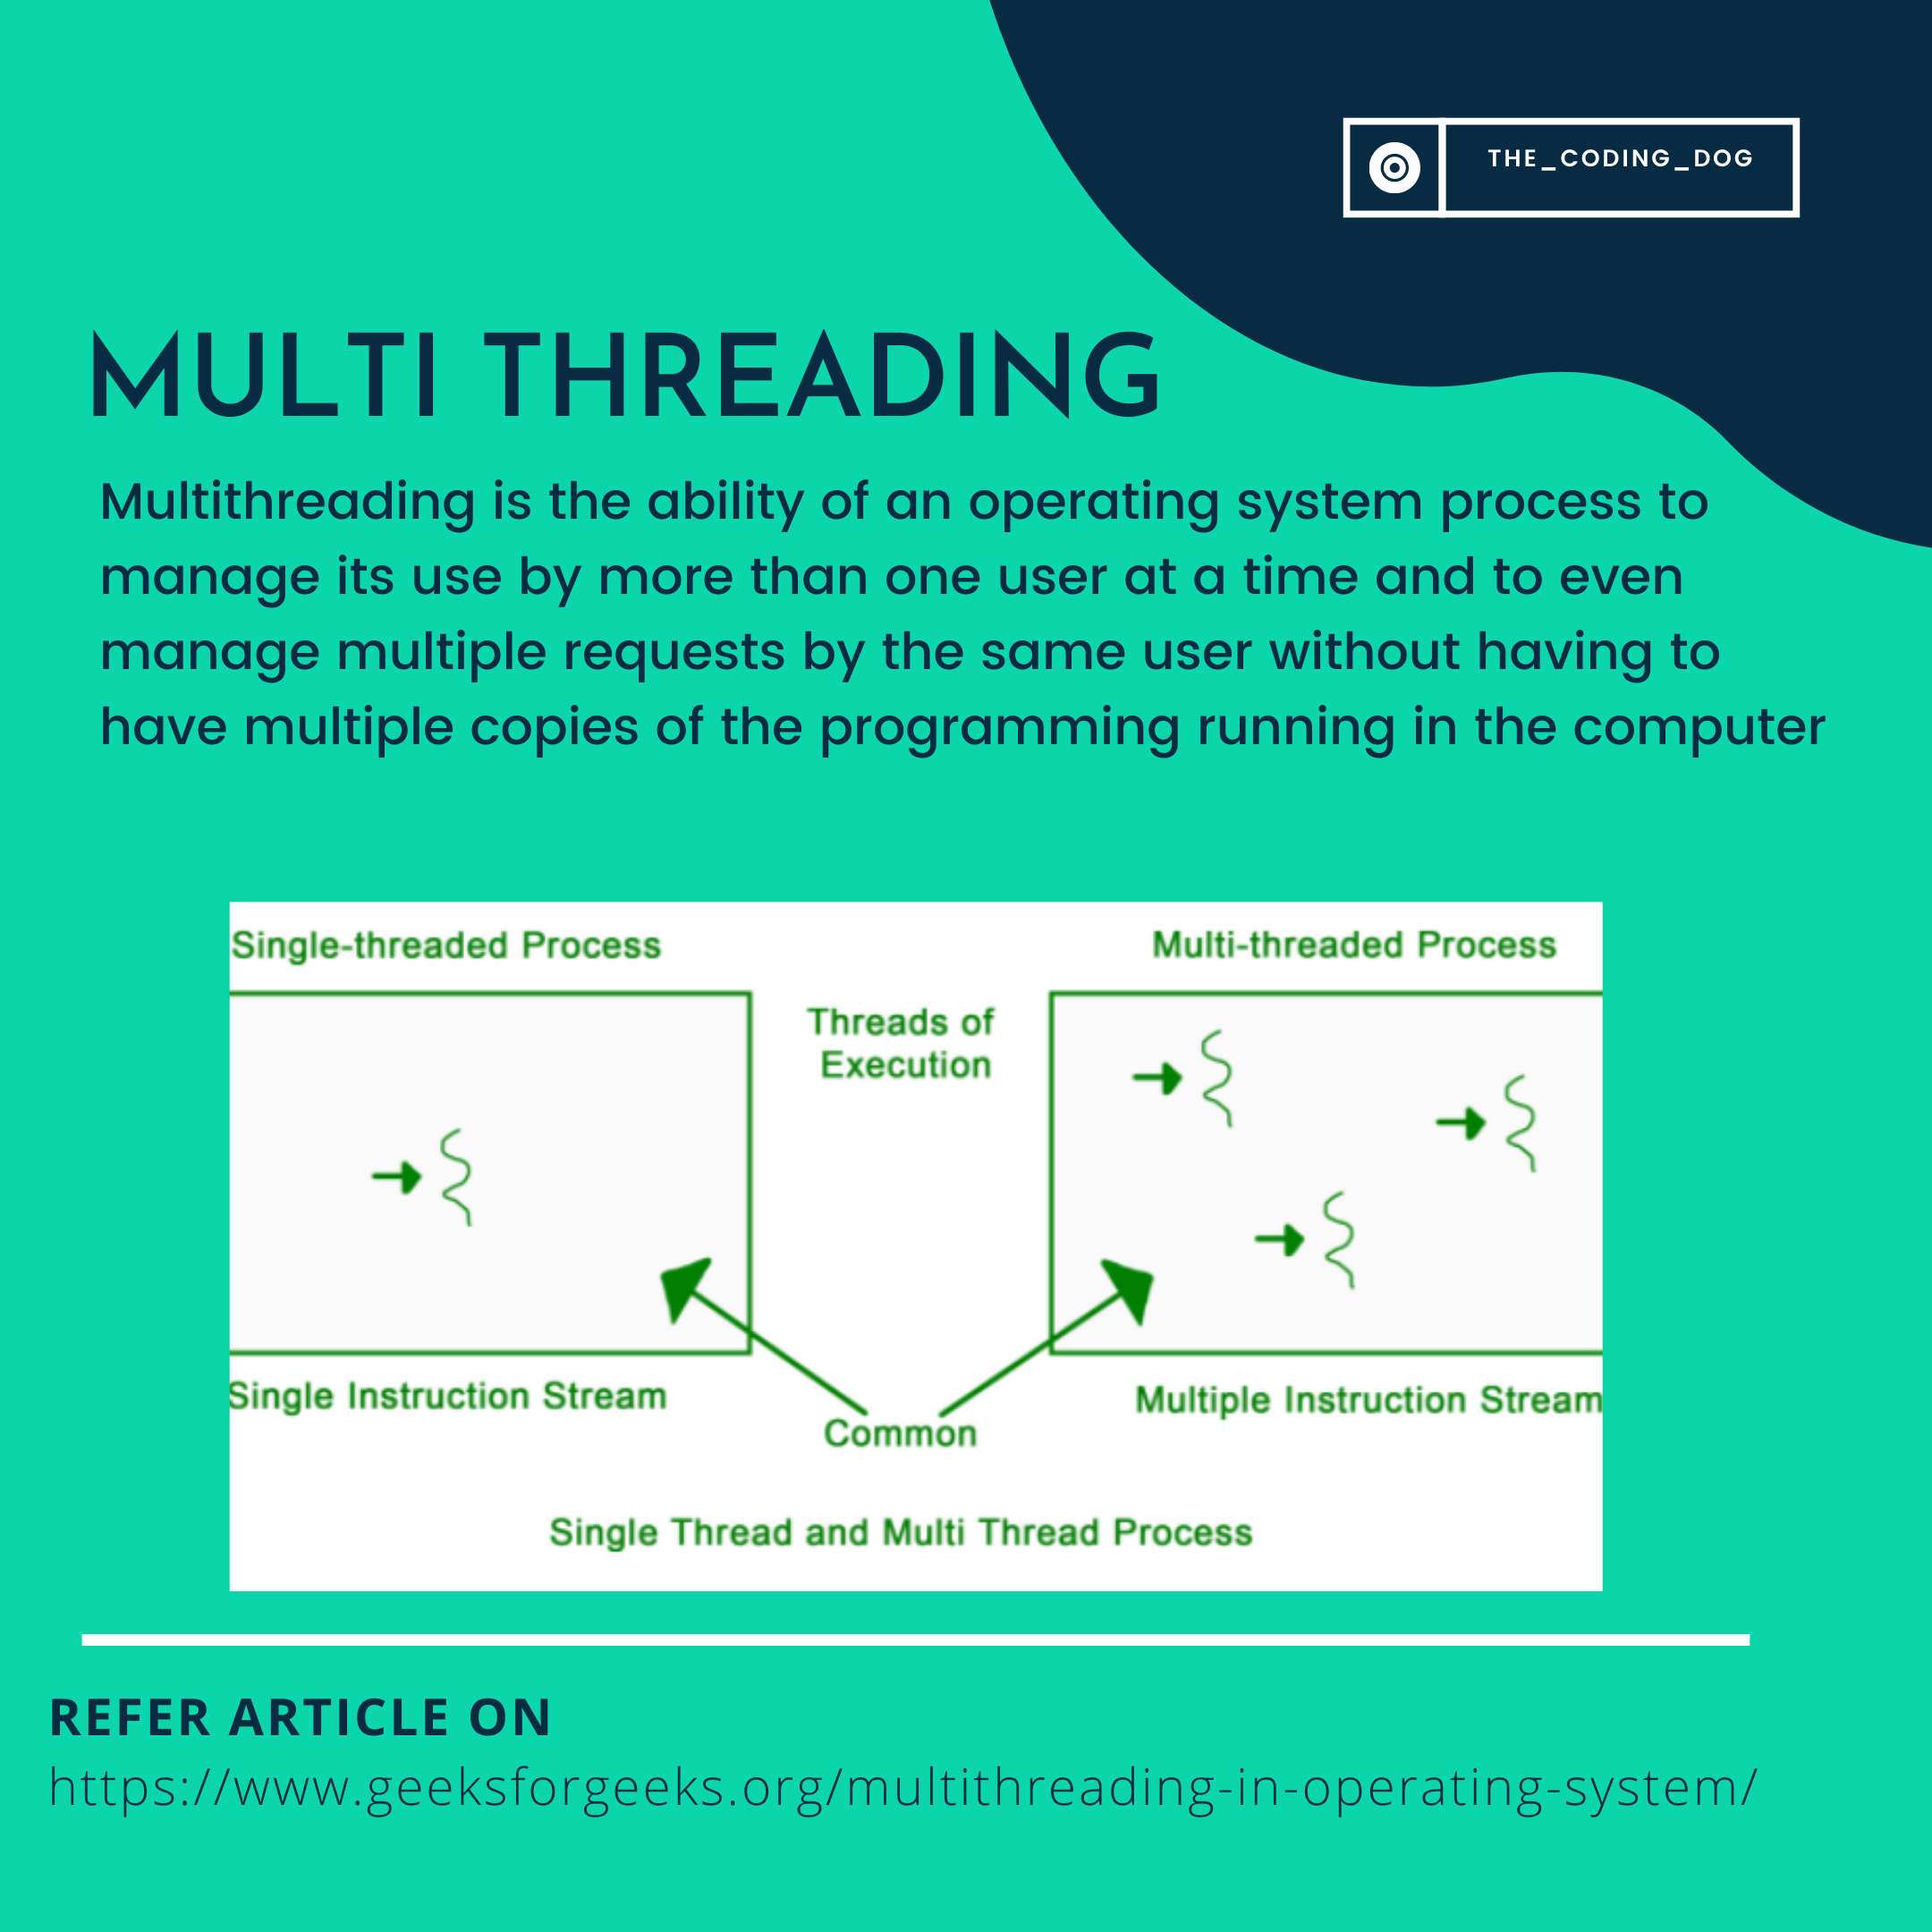 THE_CODING_DOG
MULTI THREADING
Multithreading is the ability of an operating system process to
manage its use by more than one user at a time and to even
manage multiple requests by the same user without having to
have multiple copies of the programming running in the computer
Single-threaded Process
Multi-threaded Process
Threads of
Execution
Single Instruction Stream
Multiple Instruction Stream
Common
Single Thread and Multi Thread Process
REFER ARTICLE ON
https://www.geeksforgeeks.org/multithreading-in-operating-system/